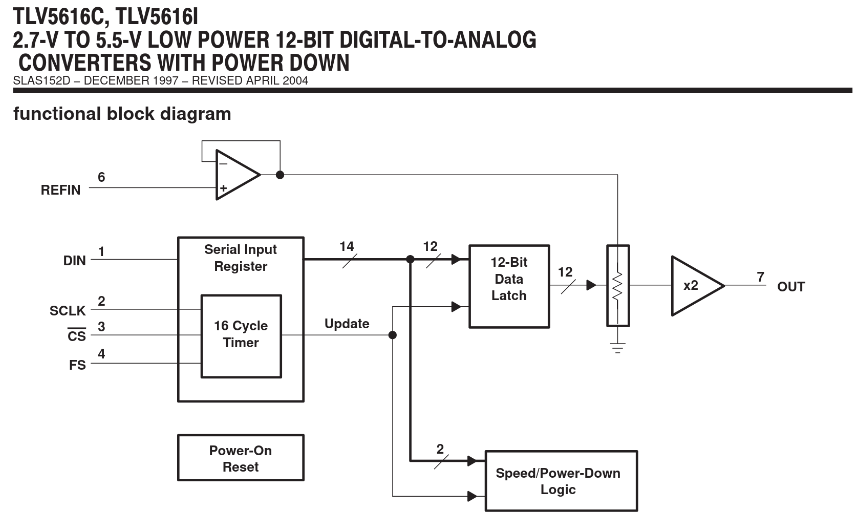 TLV5616C, TLV5616I
2.7-V TO 5.5-V LOW POWER 12-BIT DIGITAL-TO-ANALOG
CONVERTERS WITH POWER DOWN
SLAS152D – DECEMBER 1997 – REVISED APRIL 2004
functional block diagram
6
REFIN
–
+
DIN
1
Serial Input
Register
14
12
12-Bit
Data
Latch
12
x2
7
OUT
SCLK
2
CS
3
FS
4
16 Cycle
Timer
Update
Power-On
Reset
2
Speed/Power-Down
Logic